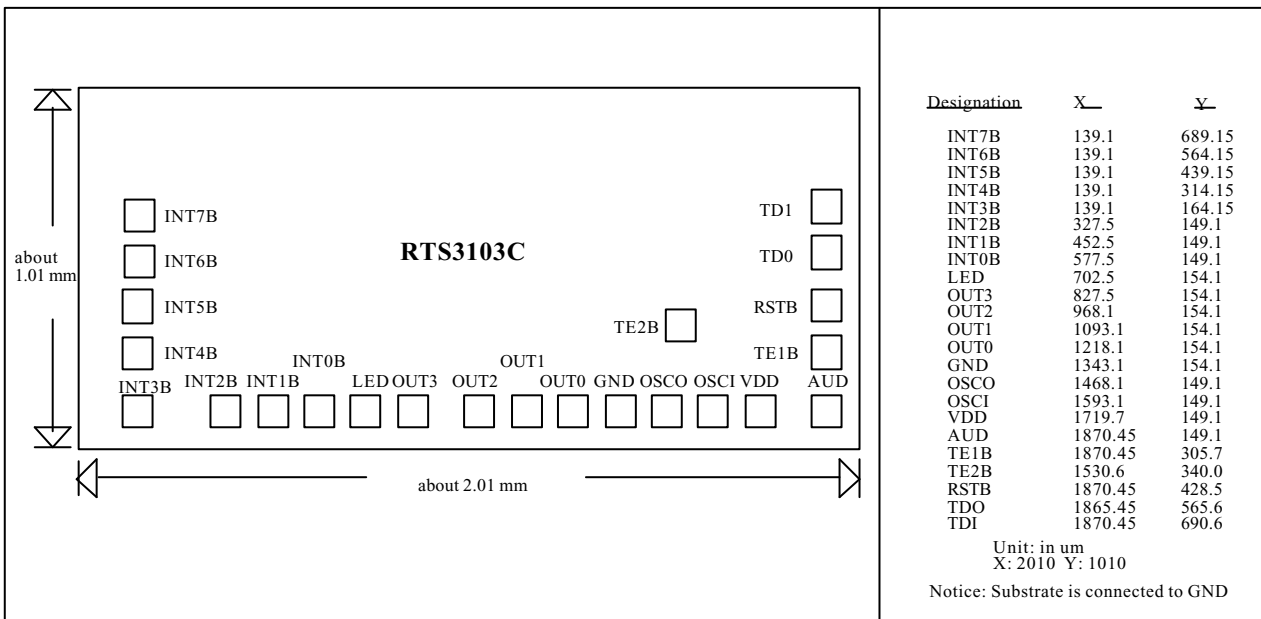 about
1.01 mm
INT7B
INT6B
INT5B
INT4B
INT3B
RTS3103C
TD1
TD0
RSTB
TE2B
TE1B
INT0B
OUT1
INT2B INT1B LED OUT3 OUT2 OUT0 GND OSCO OSCI VDD AUD
about 2.01 mm
Designation X Y
INT7B 139.1 689.15
INT6B 139.1 564.15
INT5B 139.1 439.15
INT4B 139.1 314.15
INT3B 139.1 164.15
INT2B 327.5 149.1
INT1B 452.5 149.1
INT0B 577.5 149.1
LED 702.5 154.1
OUT3 827.5 154.1
OUT2 968.1 154.1
OUT1 1093.1 154.1
OUT0 1218.1 154.1
GND 1343.1 154.1
OSCO 1468.1 149.1
OSCI 1593.1 149.1
VDD 1719.7 149.1
AUD 1870.45 149.1
TE1B 1870.45 305.7
TE2B 1530.6 340.0
RSTB 1870.45 428.5
TDO 1865.45 565.6
TDI 1870.45 690.6
Unit: in um
X: 2010 Y: 1010
Notice: Substrate is connected to GND